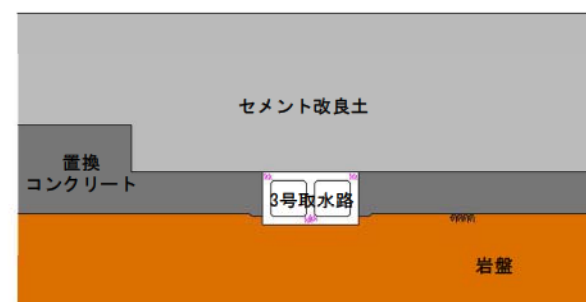 セメント改良土
置換
コンクリート
3号取水路
岩盤